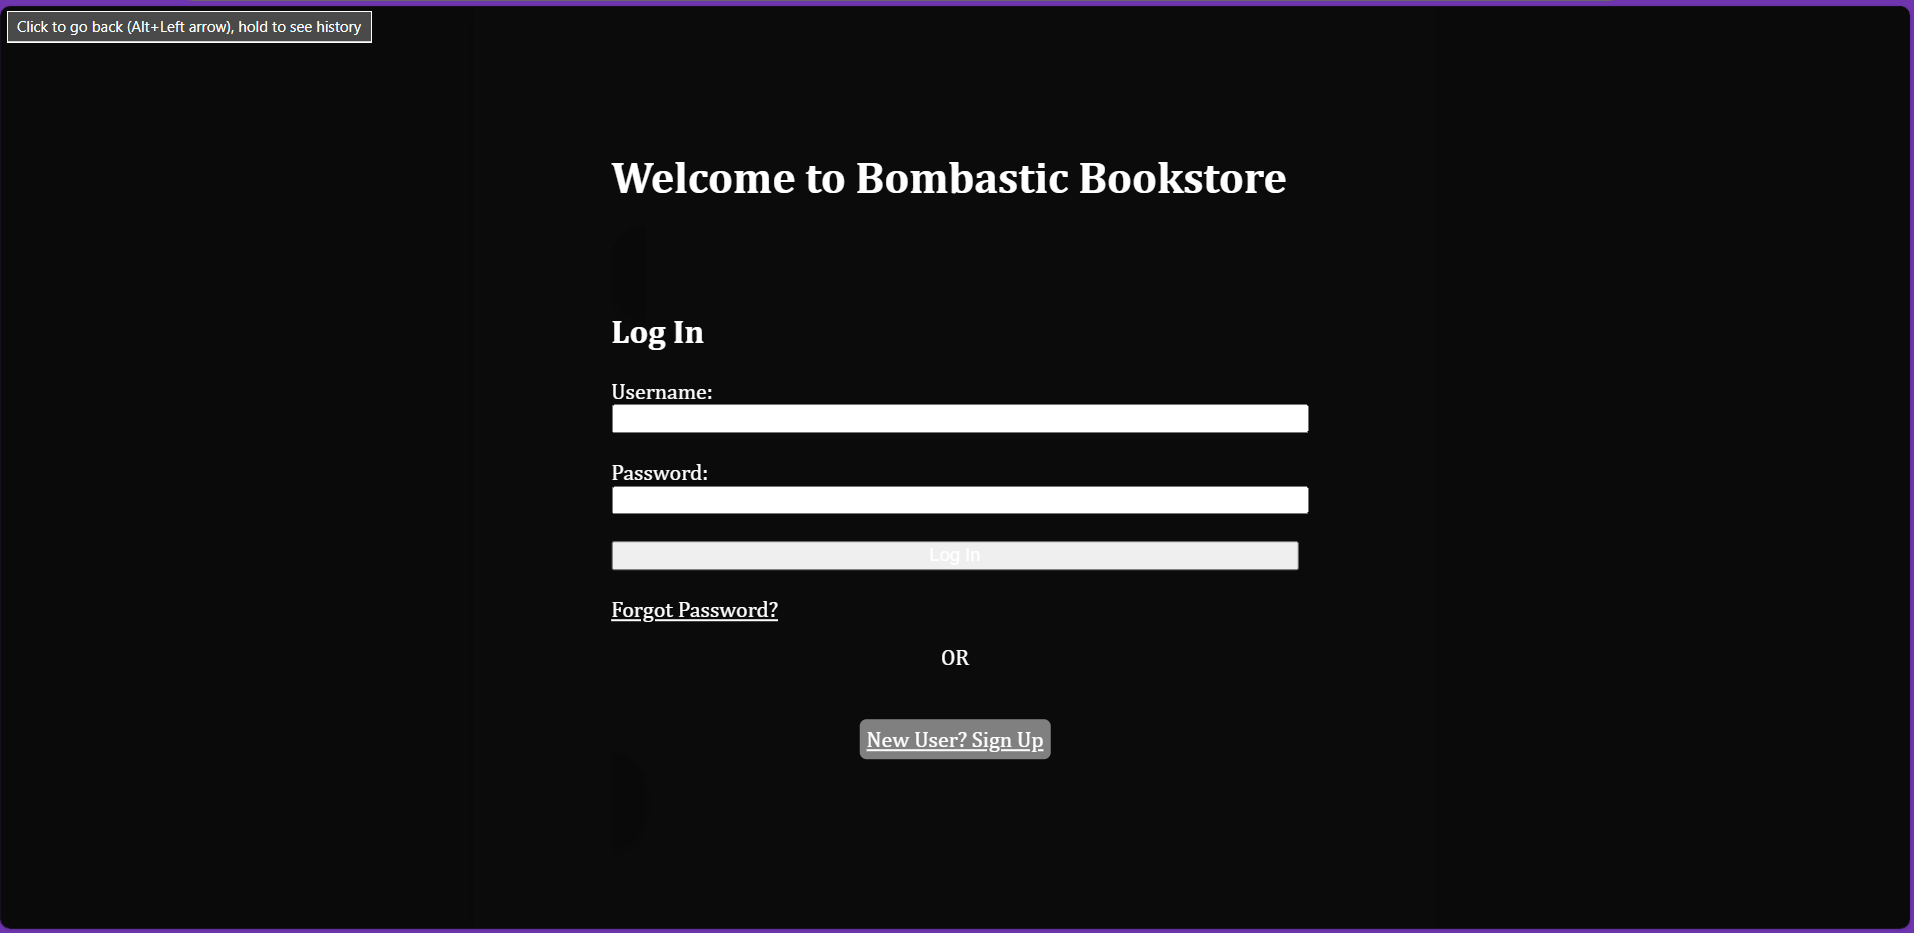 Click to go back (Alt+Left arrow), hold to see history
Welcome to Bombastic Bookstore
Log In
Username:
Password:
Log In
Forgot Password?
OR
New User? Sign Up